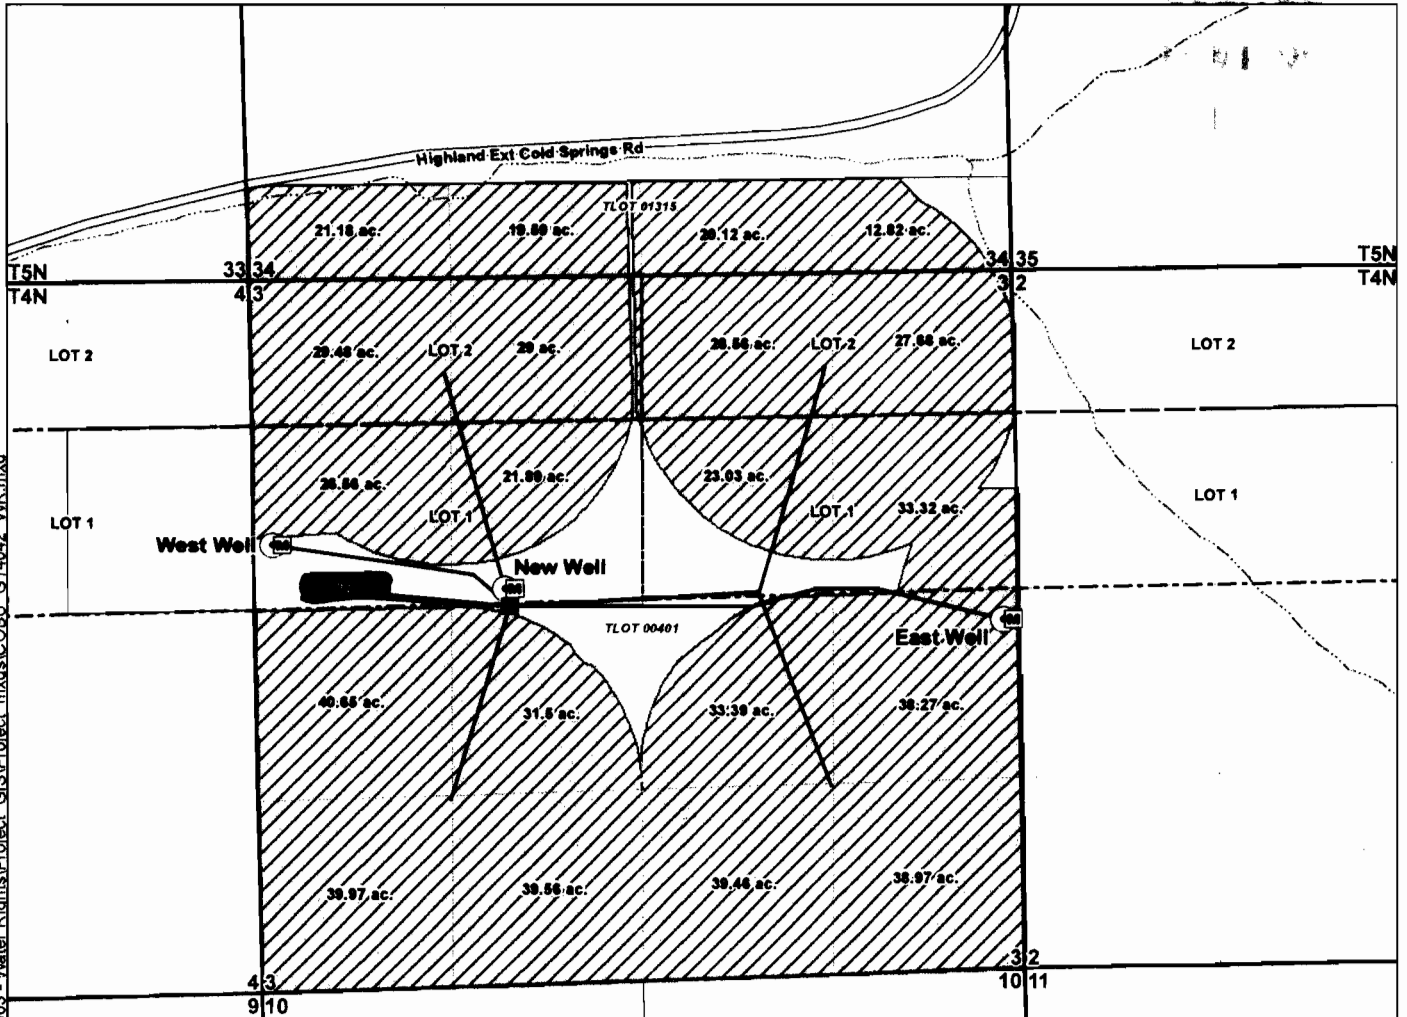 Highland Ext Cold Springs Rd
TLOT 01315
21.18 ac.
19.59 ac.
20.12 ac.
12.82 ac.
T5N
33 34
34 35
T5N
T4N
4 3
3 2
T4N
LOT 2
29.48 ac.
LOT 2
29 ac.
28.56 ac.
LOT 2
27.68 ac.
LOT 2
26.56 ac.
21.89 ac.
23.03 ac.
33.32 ac.
LOT 1
LOT 1
LOT 1
LOT 1
West Well
New Well
East Well
TLOT 00401
40.65 ac.
31.5 ac.
33.39 ac.
38.27 ac.
39.97 ac.
39.56 ac.
39.46 ac.
38.97 ac.
4 3
3 2
9 10
10 11